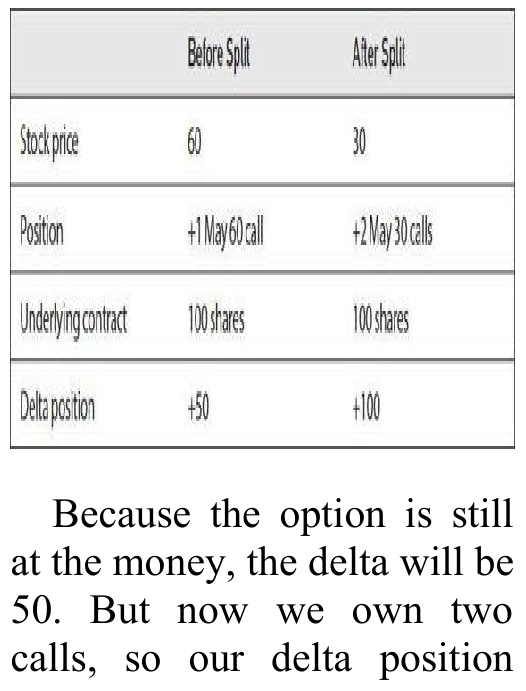 Before Split After Split
Stock price 60 30
Position +1 May 60 call +2 May 30 calls
Underlying contract 100 shares 100 shares
Delta position +50 +100
Because the option is still
at the money, the delta will be
50. But now we own two
calls, so our delta position